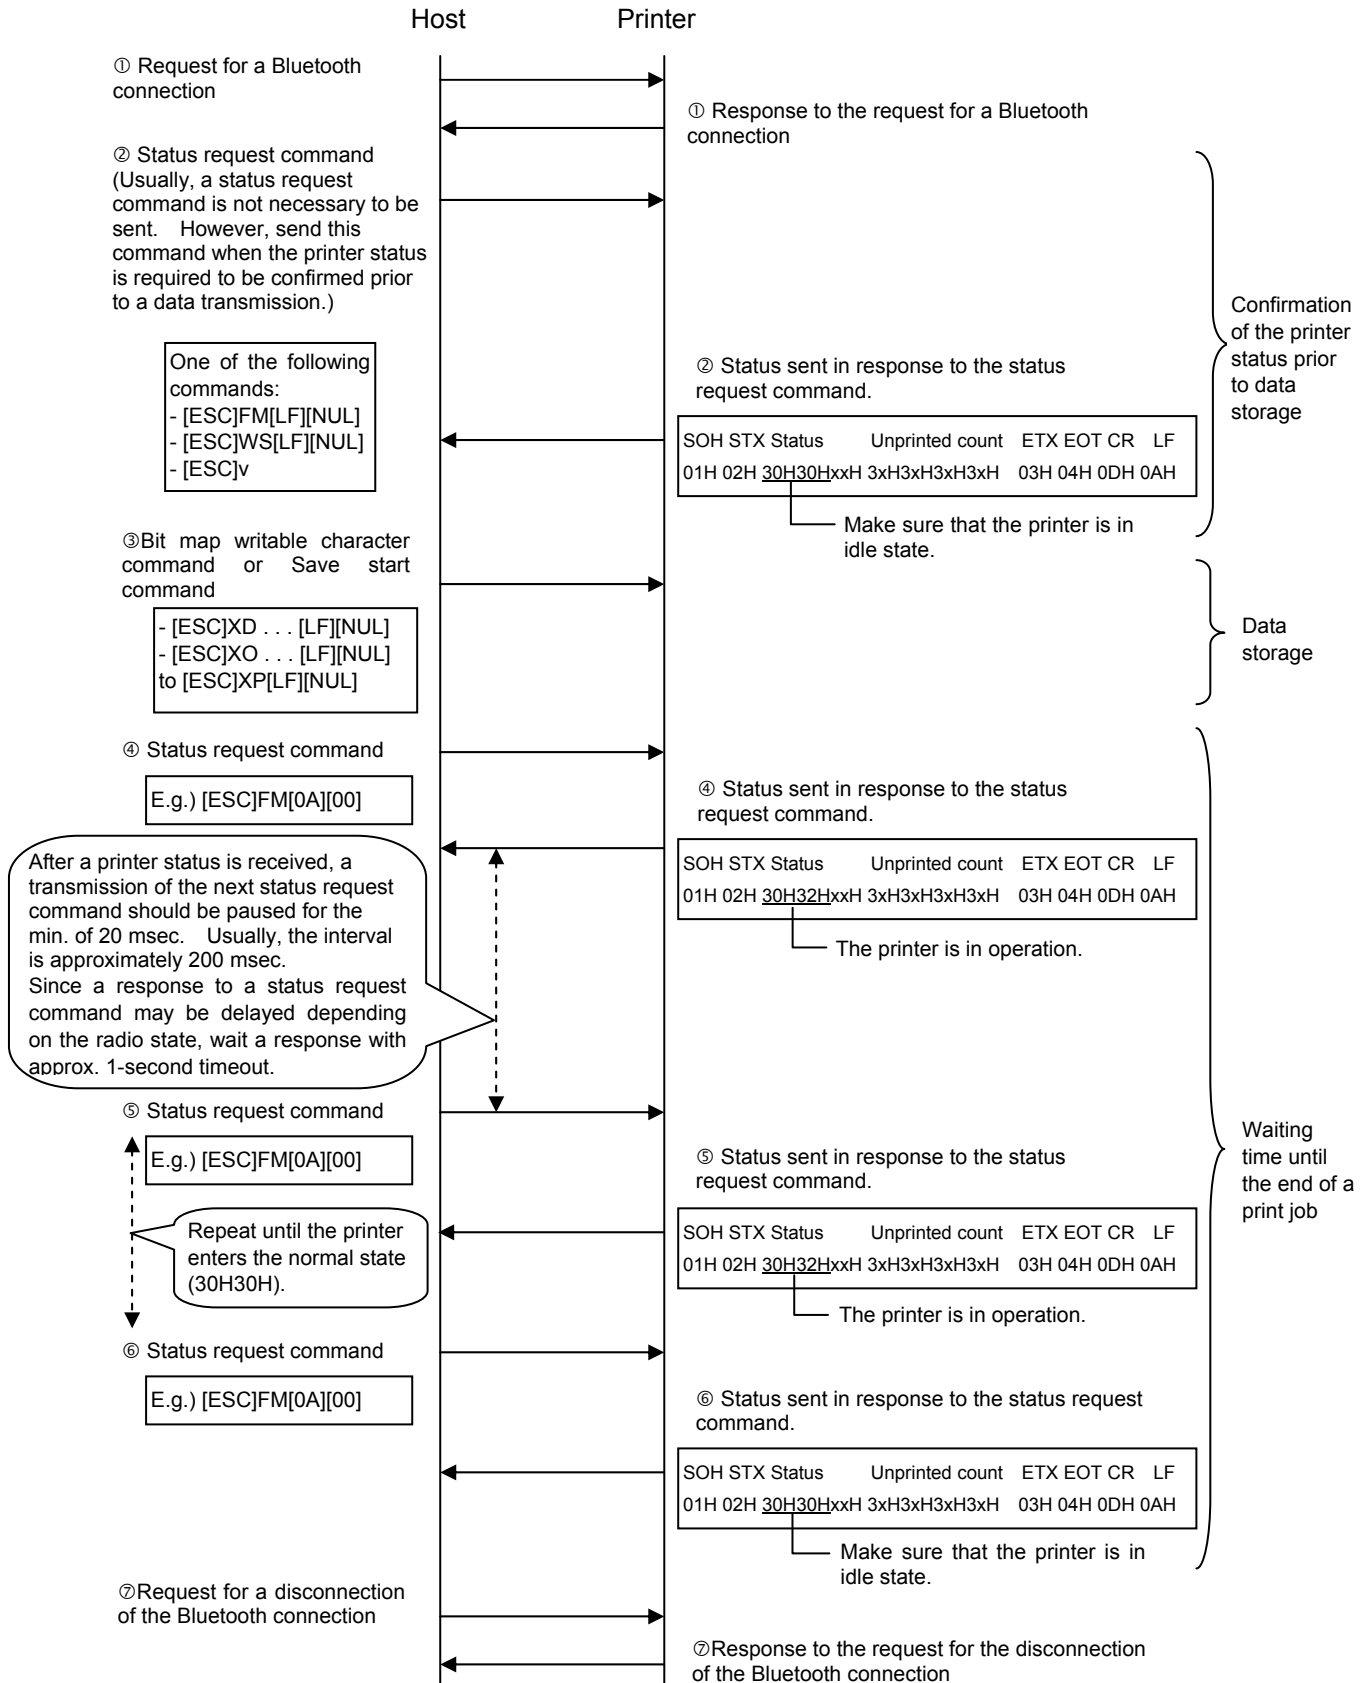 Host Printer
① Request for a Bluetooth
connection
① Response to the request for a Bluetooth
connection
② Status request command
(Usually, a status request
command is not necessary to be
sent. However, send this
command when the printer status
is required to be confirmed prior
to a data transmission.)
Confirmation
of the printer
status prior
to data
storage
One of the following
commands:
- [ESC]FM[LF][NUL]
- [ESC]WS[LF][NUL]
- [ESC]v
② Status sent in response to the status
request command.
SOH STX Status Unprinted count ETX EOT CR LF
01H 02H 30H30HxxH 3xH3xH3xH3xH 03H 04H 0DH 0AH
Make sure that the printer is in
idle state.
③Bit map writable character
command or Save start
command
- [ESC]XD . . . [LF][NUL]
- [ESC]XO . . . [LF][NUL]
to [ESC]XP[LF][NUL]
Data
storage
④ Status request command
E.g.) [ESC]FM[0A][00]
④ Status sent in response to the status
request command.
SOH STX Status Unprinted count ETX EOT CR LF
01H 02H 30H32HxxH 3xH3xH3xH3xH 03H 04H 0DH 0AH
The printer is in operation.
After a printer status is received, a
transmission of the next status request
command should be paused for the
min. of 20 msec. Usually, the interval
is approximately 200 msec.
Since a response to a status request
command may be delayed depending
on the radio state, wait a response with
approx. 1-second timeout.
⑤ Status request command
E.g.) [ESC]FM[0A][00]
Waiting
time until
the end of a
print job
⑤ Status sent in response to the status
request command.
Repeat until the printer
enters the normal state
(30H30H).
SOH STX Status Unprinted count ETX EOT CR LF
01H 02H 30H32HxxH 3xH3xH3xH3xH 03H 04H 0DH 0AH
The printer is in operation.
⑥ Status request command
E.g.) [ESC]FM[0A][00]
⑥ Status sent in response to the status request
command.
SOH STX Status Unprinted count ETX EOT CR LF
01H 02H 30H30HxxH 3xH3xH3xH3xH 03H 04H 0DH 0AH
Make sure that the printer is in
idle state.
⑦Request for a disconnection
of the Bluetooth connection
⑦Response to the request for the disconnection
of the Bluetooth connection